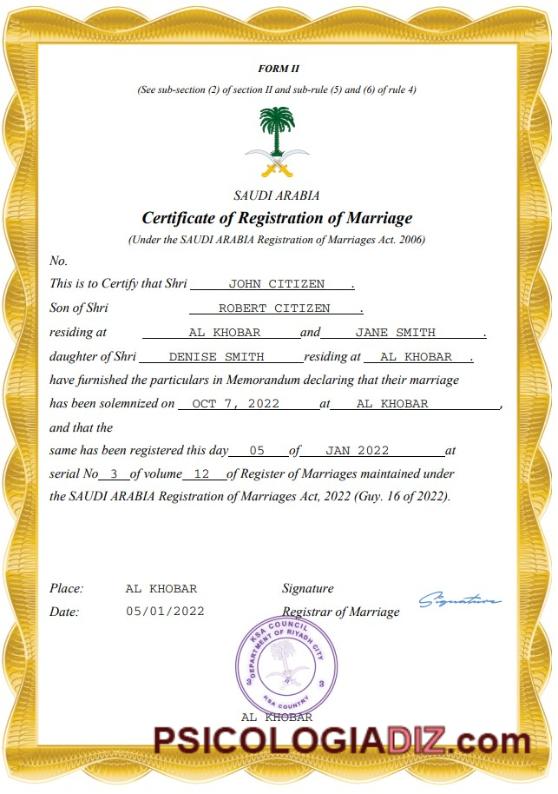 FORM II
(See sub-section (2) of section II and sub-rule (5) and (6) of rule 4)
SAUDI ARABIA
Certificate of Registration of Marriage
(Under the SAUDI ARABIA Registration of Marriages Act. 2006)
No.
This is to Certify that Shri JOHN CITIZEN .
Son of Shri ROBERT CITIZEN .
residing at AL KHOBAR and JANE SMITH .
daughter of Shri DENISE SMITH residing at AL KHOBAR .
have furnished the particulars in Memorandum declaring that their marriage
has been solemnized on OCT 7, 2022 at AL KHOBAR ,
and that the
same has been registered this day 05 of JAN 2022 at
serial No 3 of volume 12 of Register of Marriages maintained under
the SAUDI ARABIA Registration of Marriages Act, 2022 (Guy. 16 of 2022).
Place: AL KHOBAR Signature
Signature
Date: 05/01/2022 Registrar of Marriage
KSA COUNCIL
DEPARTMENT OF RIYADH CITY
3 3
KSA COUNTRY
AL KHOBAR
PSICOLOGIADIZ.com